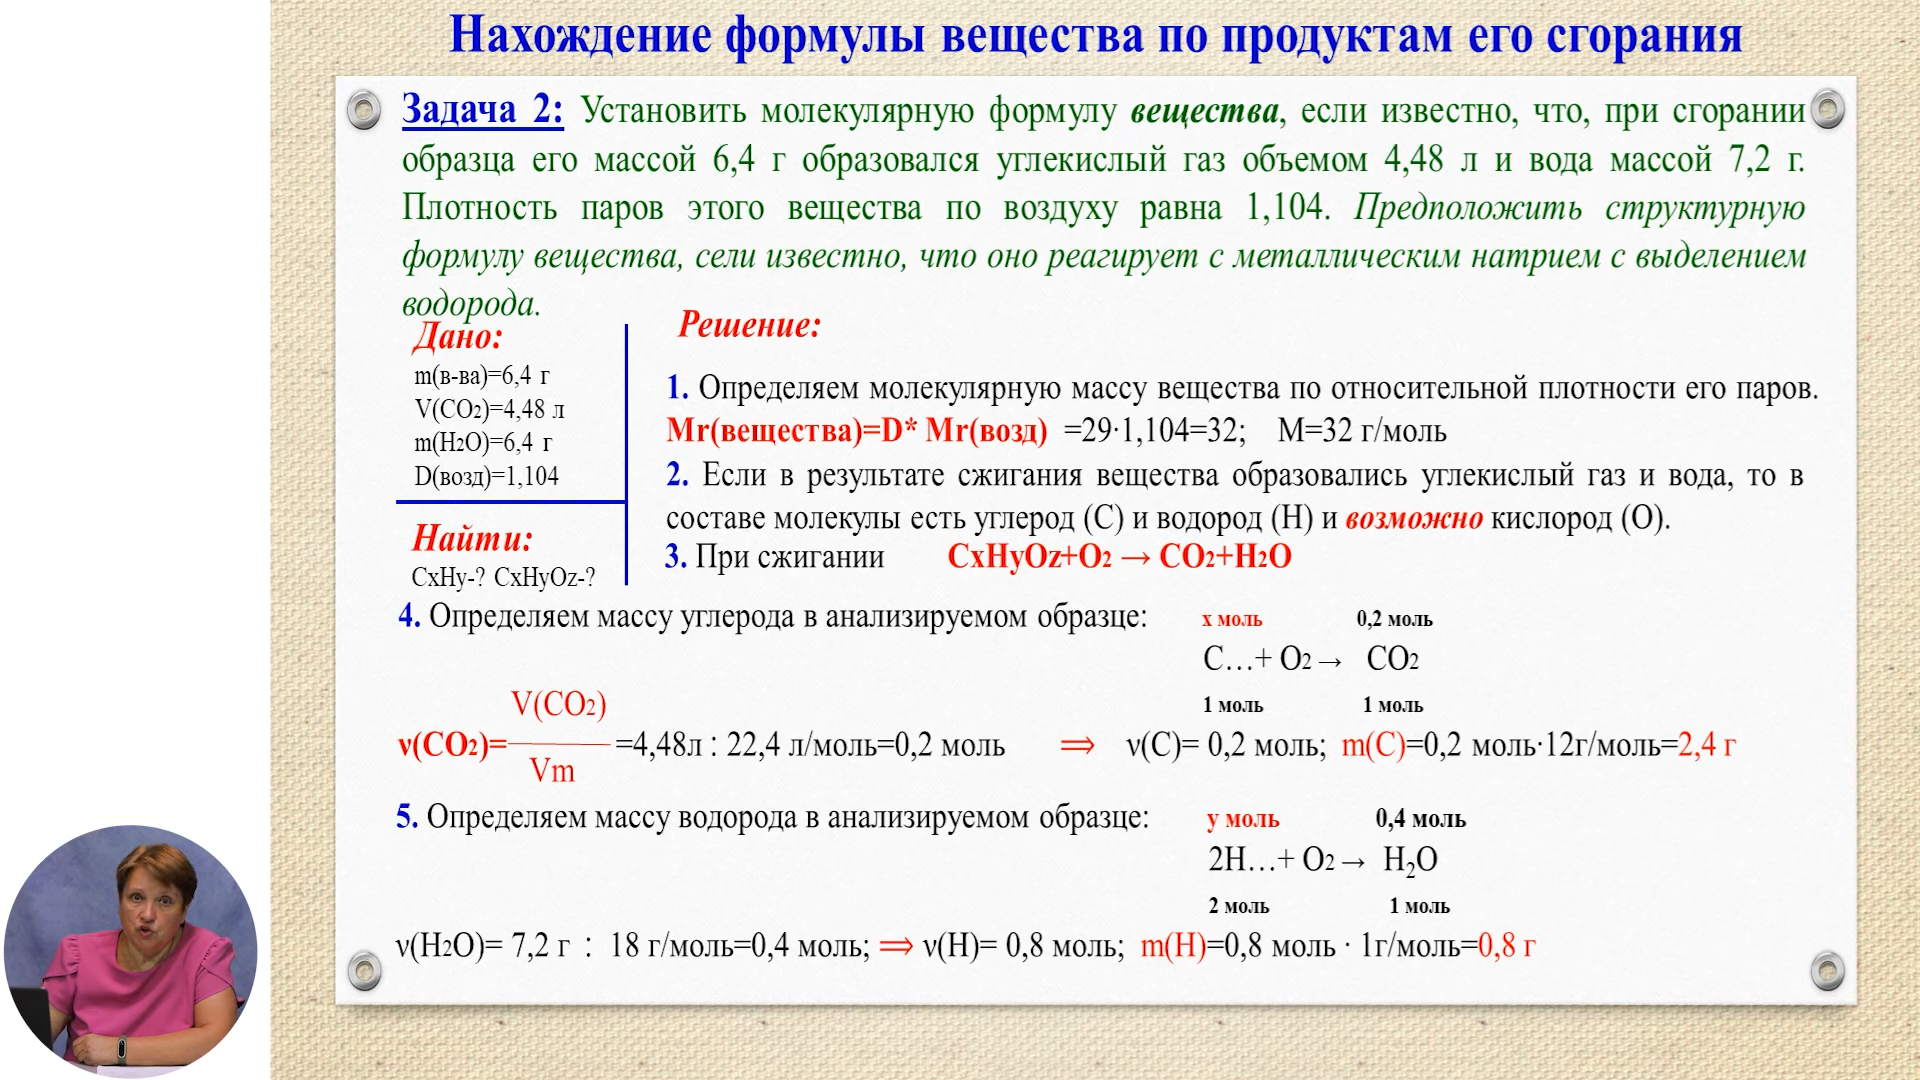 Нахождение формулы вещества по продуктам его сгорания
Задача 2: Установить молекулярную формулу вещества, если известно, что, при сгорании
образца его массой 6,4 г образовался углекислый газ объемом 4,48 л и вода массой 7,2 г.
Плотность паров этого вещества по воздуху равна 1,104. Предположить структурную
формулу вещества, сели известно, что оно реагирует с металлическим натрием с выделением
водорода.
Дано:
m(в-ва)=6,4 г
V(CO2)=4,48 л
m(H2O)=6,4 г
D(возд)=1,104
Найти:
CxHy-? CxHyOz-?
Решение:
1. Определяем молекулярную массу вещества по относительной плотности его паров.
Mr(вещества)=D* Mr(возд) =29·1,104=32; M=32 г/моль
2. Если в результате сжигания вещества образовались углекислый газ и вода, то в
составе молекулы есть углерод (С) и водород (Н) и возможно кислород (О).
3. При сжигании CxHyOz+O2 → CO2+H2O
4. Определяем массу углерода в анализируемом образце:
x моль 0,2 моль
C…+ O2 → CO2
1 моль 1 моль
V(CO2)
ν(CO2)= =4,48л : 22,4 л/моль=0,2 моль ⟹ ν(C)= 0,2 моль; m(C)=0,2 моль·12г/моль=2,4 г
Vm
5. Определяем массу водорода в анализируемом образце:
y моль 0,4 моль
2H…+ O2 → H2O
2 моль 1 моль
ν(H2O)= 7,2 г : 18 г/моль=0,4 моль; ⟹ ν(H)= 0,8 моль; m(H)=0,8 моль · 1г/моль=0,8 г